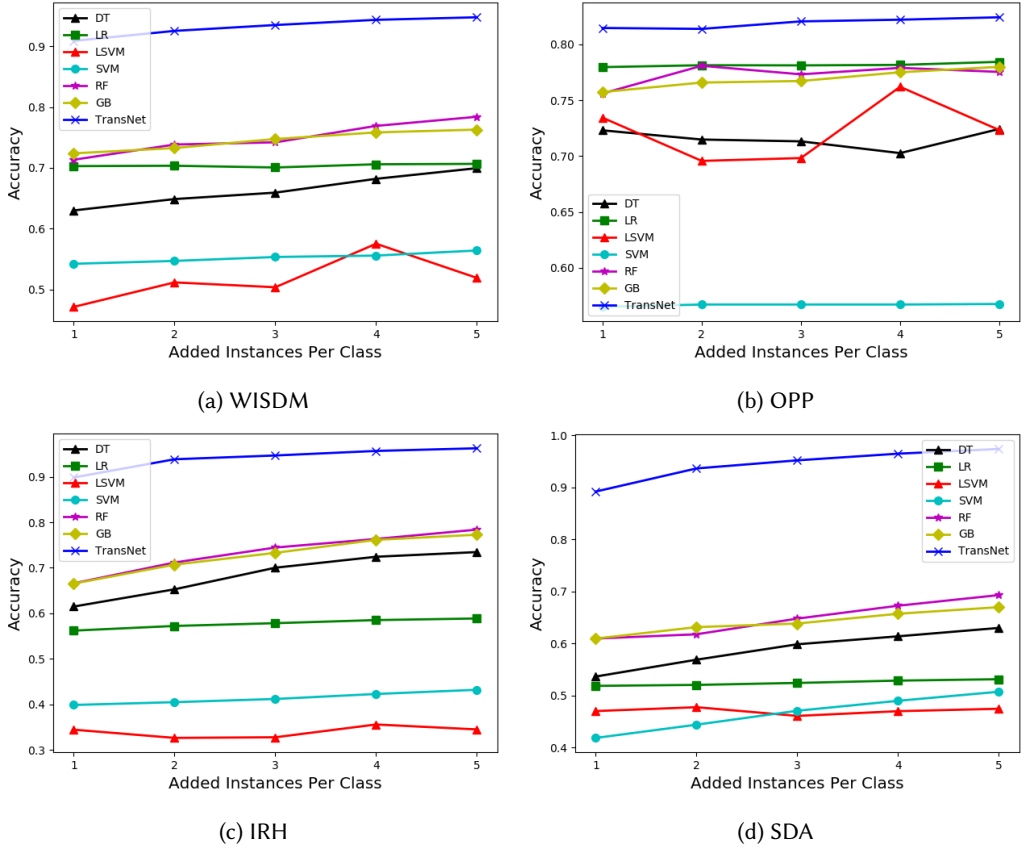 DT
LR
LSVM
SVM
RF
GB
TransNet
0.9
0.8
0.7
0.6
0.5
Accuracy
1 2 3 4 5
Added Instances Per Class
(a) WISDM
0.80
0.75
0.70
0.65
0.60
Accuracy
DT
LR
LSVM
SVM
RF
GB
TransNet
1 2 3 4 5
Added Instances Per Class
(b) OPP
DT
LR
LSVM
SVM
RF
GB
TransNet
0.9
0.8
0.7
0.6
0.5
0.4
0.3
Accuracy
1 2 3 4 5
Added Instances Per Class
(c) IRH
1.0
0.9
0.8
0.7
0.6
0.5
0.4
Accuracy
DT
LR
LSVM
SVM
RF
GB
TransNet
1 2 3 4 5
Added Instances Per Class
(d) SDA